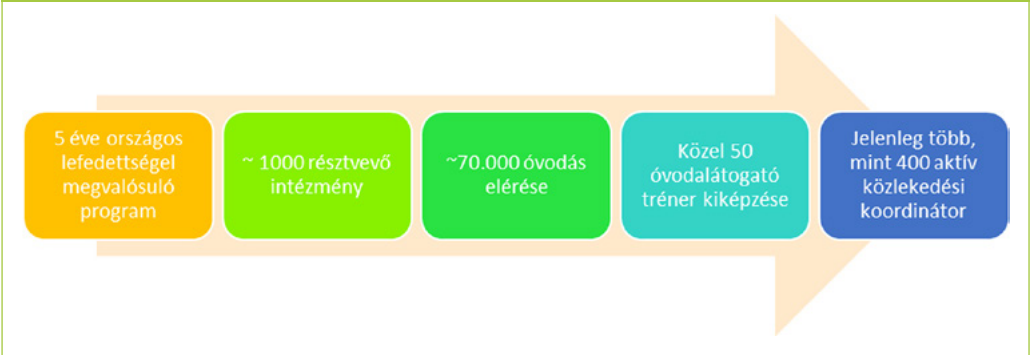 5 éve országos
lefedettségel
megvalósuló
program
~ 1000 résztvevő
intézmény
~70.000 óvodás
elérése
Közel 50
óvodalátogató
tréner kiképzése
Jelenleg több,
mint 400 aktív
közlekedési
koordinátor